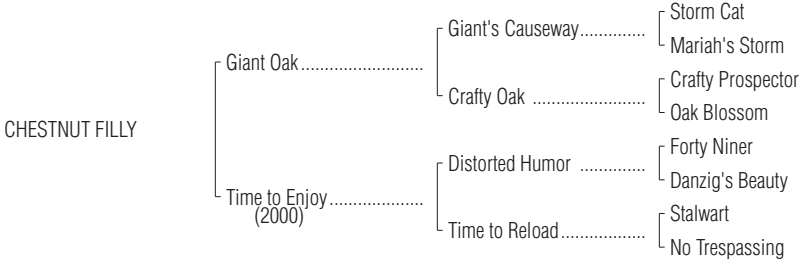 Storm Cat
Giant's Causeway..............
Mariah's Storm
Giant Oak........................
Crafty Prospector
Crafty Oak .......................
Oak Blossom
CHESTNUT FILLY
Forty Niner
Distorted Humor ..............
Danzig's Beauty
Time to Enjoy...................
(2000)
Stalwart
Time to Reload..................
No Trespassing